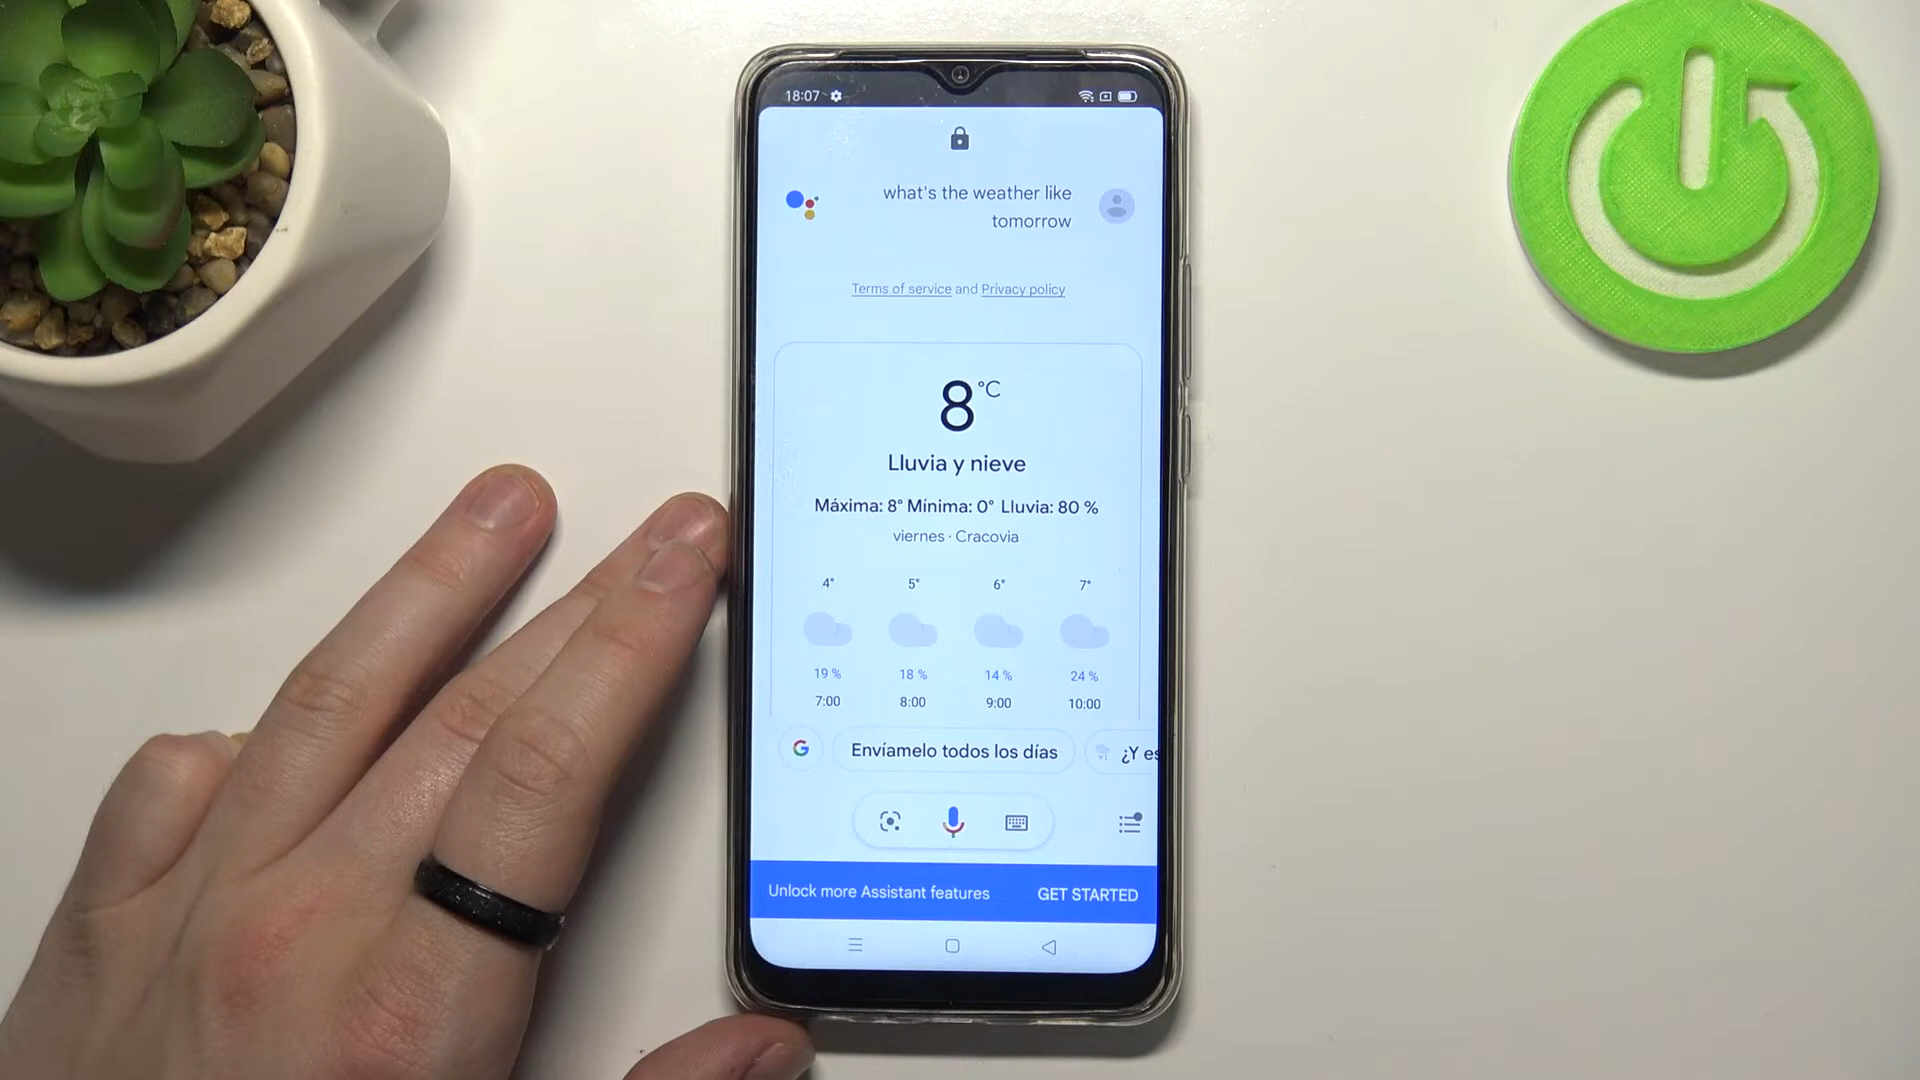 18:07
what's the weather like
tomorrow
Terms of service and Privacy policy
8°C
Lluvia y nieve
Máxima: 8° Mínima: 0° Lluvia: 80 %
viernes · Cracovia
4° 5° 6° 7°
19 % 18 % 14 % 24 %
7:00 8:00 9:00 10:00
G Envíamelo todos los días ¿Y es
Unlock more Assistant features GET STARTED